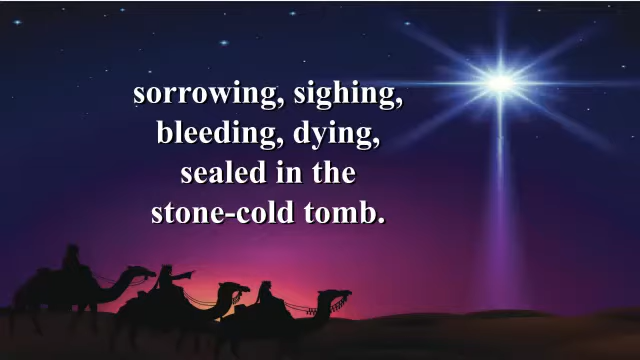 sorrowing, sighing,
bleeding, dying,
sealed in the
stone-cold tomb.